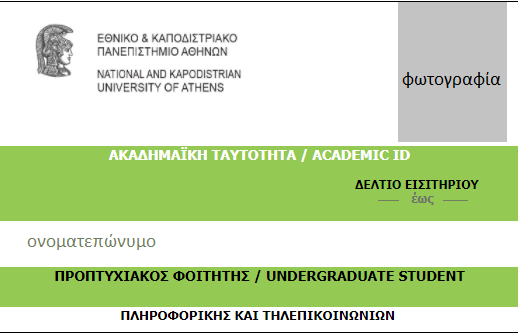 ΕΘΝΙΚΟ & ΚΑΠΟΔΙΣΤΡΙΑΚΟ
ΠΑΝΕΠΙΣΤΗΜΙΟ ΑΘΗΝΩΝ
NATIONAL AND KAPODISTRIAN
UNIVERSITY OF ATHENS
φωτογραφία
ΑΚΑΔΗΜΑΪΚΗ ΤΑΥΤΟΤΗΤΑ / ACADEMIC ID
ΔΕΛΤΙΟ ΕΙΣΙΤΗΡΙΟΥ
έως
ονοματεπώνυμο
ΠΡΟΠΤΥΧΙΑΚΟΣ ΦΟΙΤΗΤΗΣ / UNDERGRADUATE STUDENT
ΠΛΗΡΟΦΟΡΙΚΗΣ ΚΑΙ ΤΗΛΕΠΙΚΟΙΝΩΝΙΩΝ